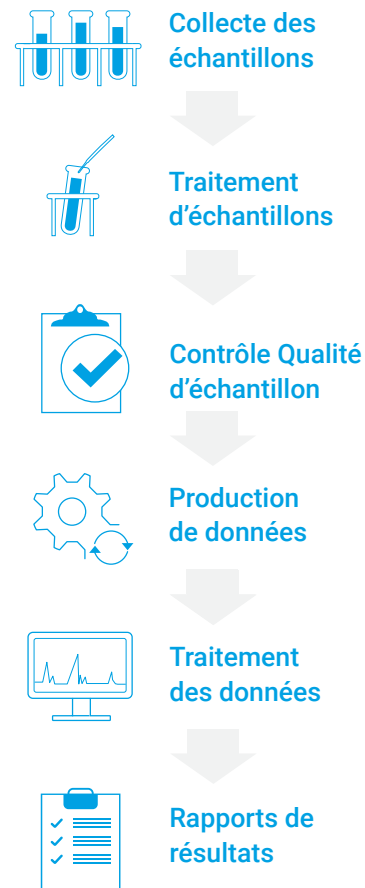 Collecte des
échantillons
Traitement
d’échantillons
Contrôle Qualité
d’échantillon
Production
de données
Traitement
des données
Rapports de
résultats